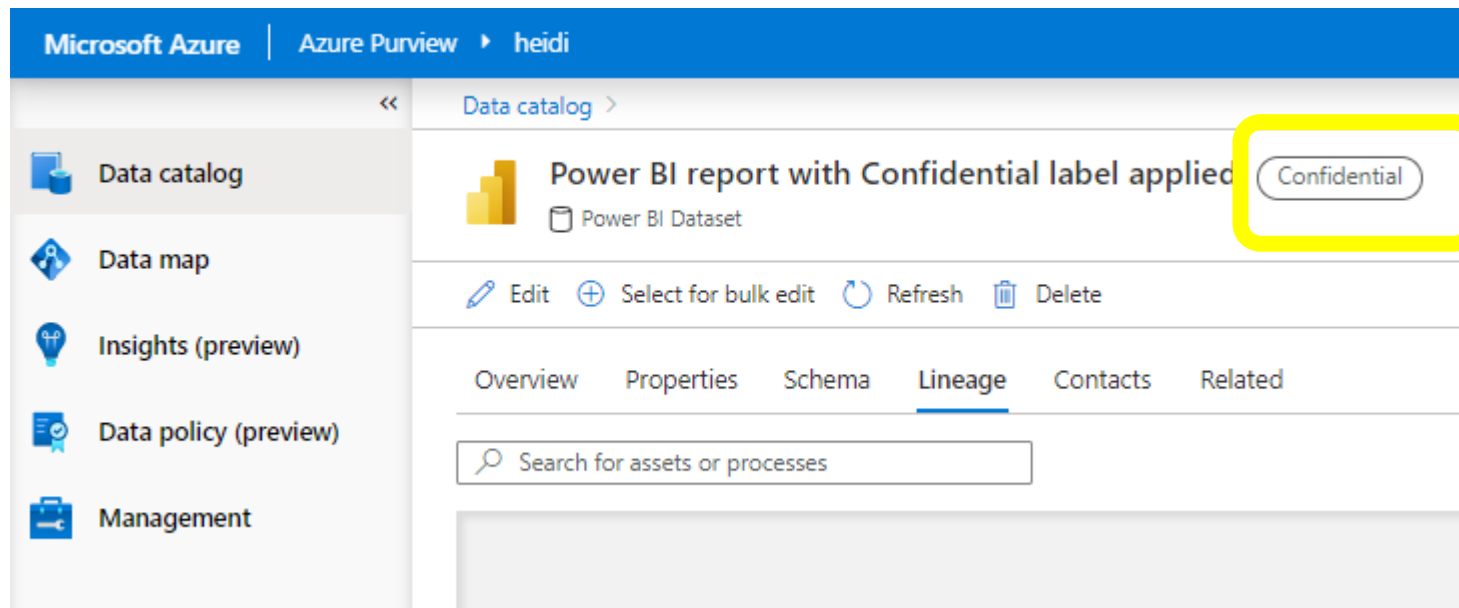 Microsoft Azure | Azure Purview heidi
Data catalog >
Data catalog
Data map
Insights (preview)
Data policy (preview)
Management
Power BI report with Confidential label applied Confidential
Power BI Dataset
Edit Select for bulk edit Refresh Delete
Overview Properties Schema Lineage Contacts Related
Search for assets or processes